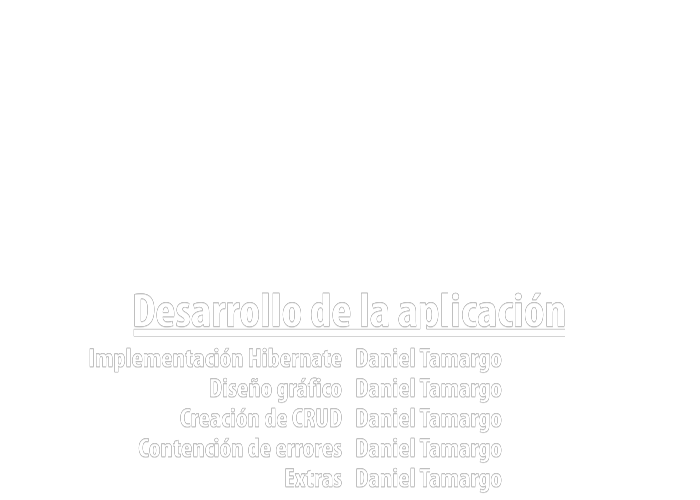 Desarrollo de la aplicación
Implementación Hibernate Daniel Tamargo
Diseño gráfico Daniel Tamargo
Creación de CRUD Daniel Tamargo
Contención de errores Daniel Tamargo
Extras Daniel Tamargo